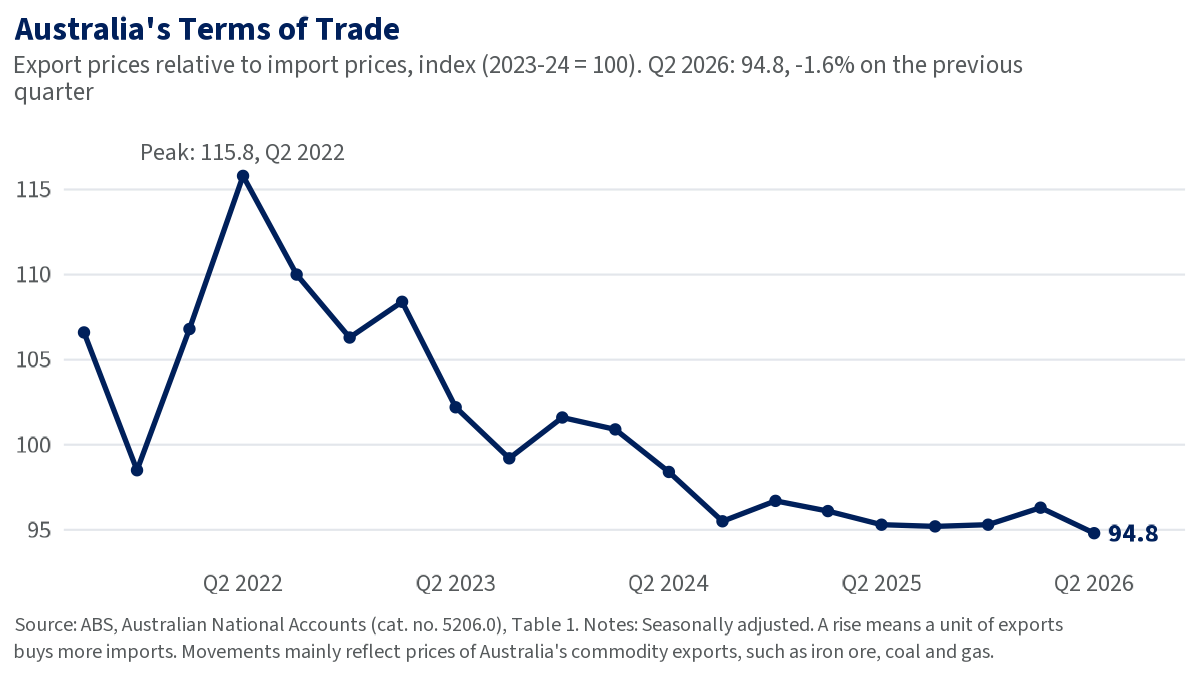 Australia's Terms of Trade
Export prices relative to import prices, index (2023-24 = 100). Q2 2026: 94.8, -1.6% on the previous
quarter
Peak: 115.8, Q2 2022
115
110
105
100
95
94.8
Q2 2022
Q2 2023
Q2 2024
Q2 2025
Q2 2026
Source: ABS, Australian National Accounts (cat. no. 5206.0), Table 1. Notes: Seasonally adjusted. A rise means a unit of exports
buys more imports. Movements mainly reflect prices of Australia's commodity exports, such as iron ore, coal and gas.